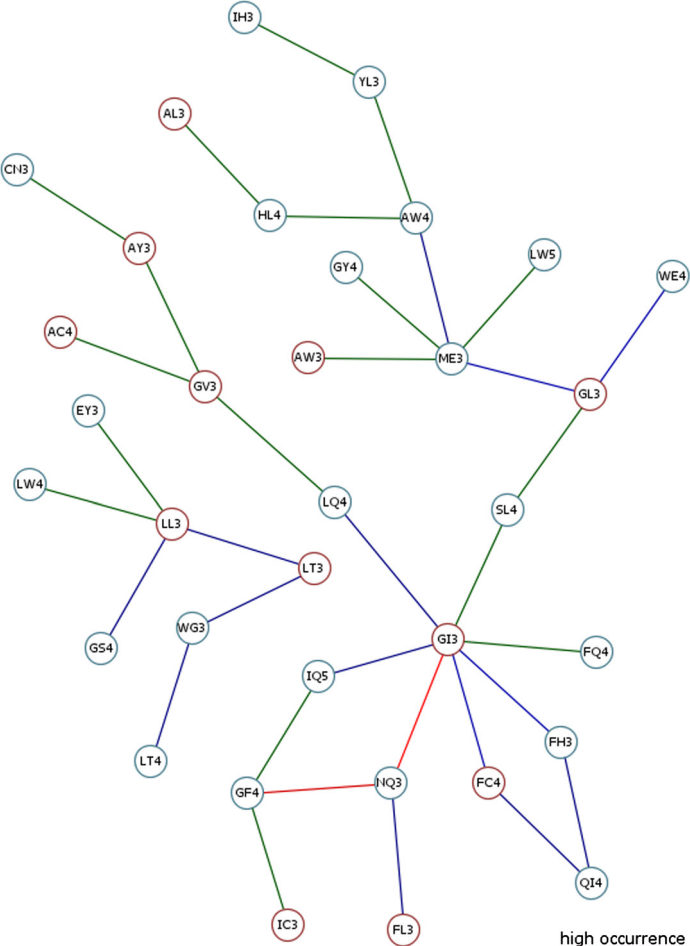 IH3
YL3
AL3
CN3
HL4
AW4
AY3
LW5
GY4
WE4
AC4
AW3
ME3
GV3
GL3
EY3
LW4
LQ4
SL4
LL3
LT3
WG3
GI3
GS4
FQ4
IQ5
FH3
LT4
GF4
NQ3
FC4
QI4
IC3
FL3
high occurrence